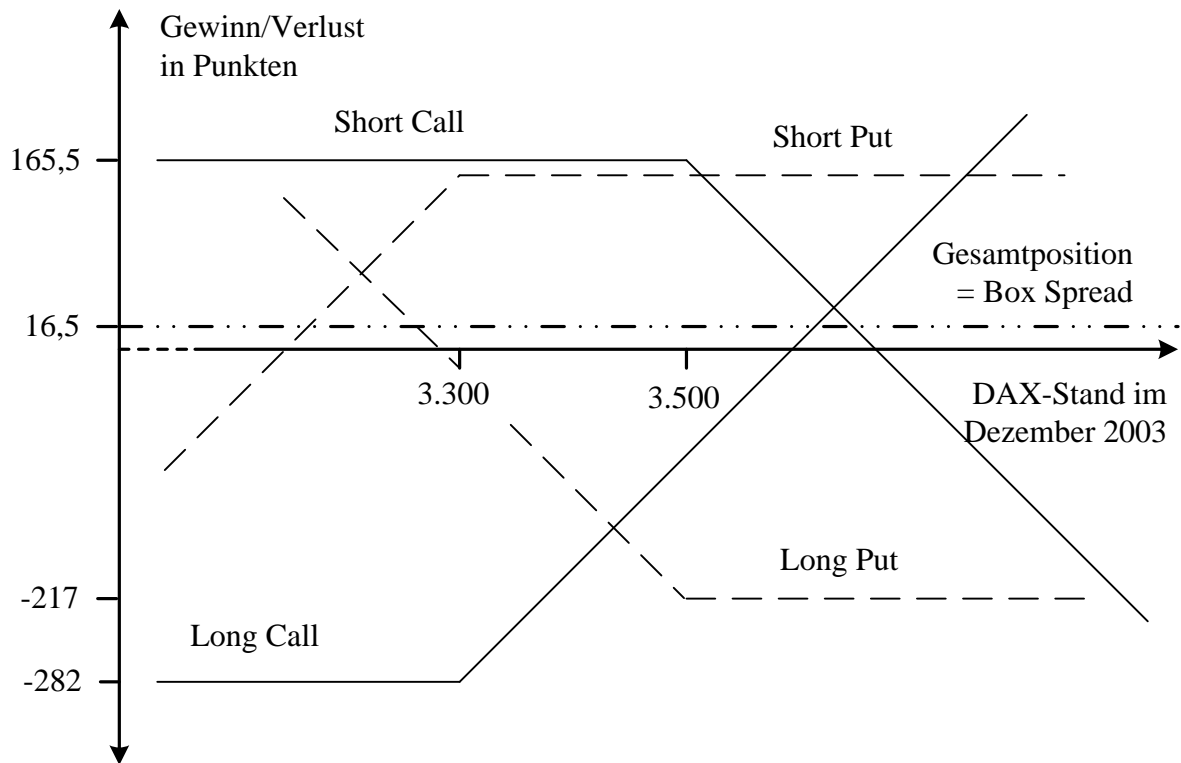 Gewinn/Verlust
in Punkten
Short Call
Short Put
165,5
Gesamtposition
= Box Spread
16,5
3.300
3.500
DAX-Stand im
Dezember 2003
Long Put
-217
Long Call
-282